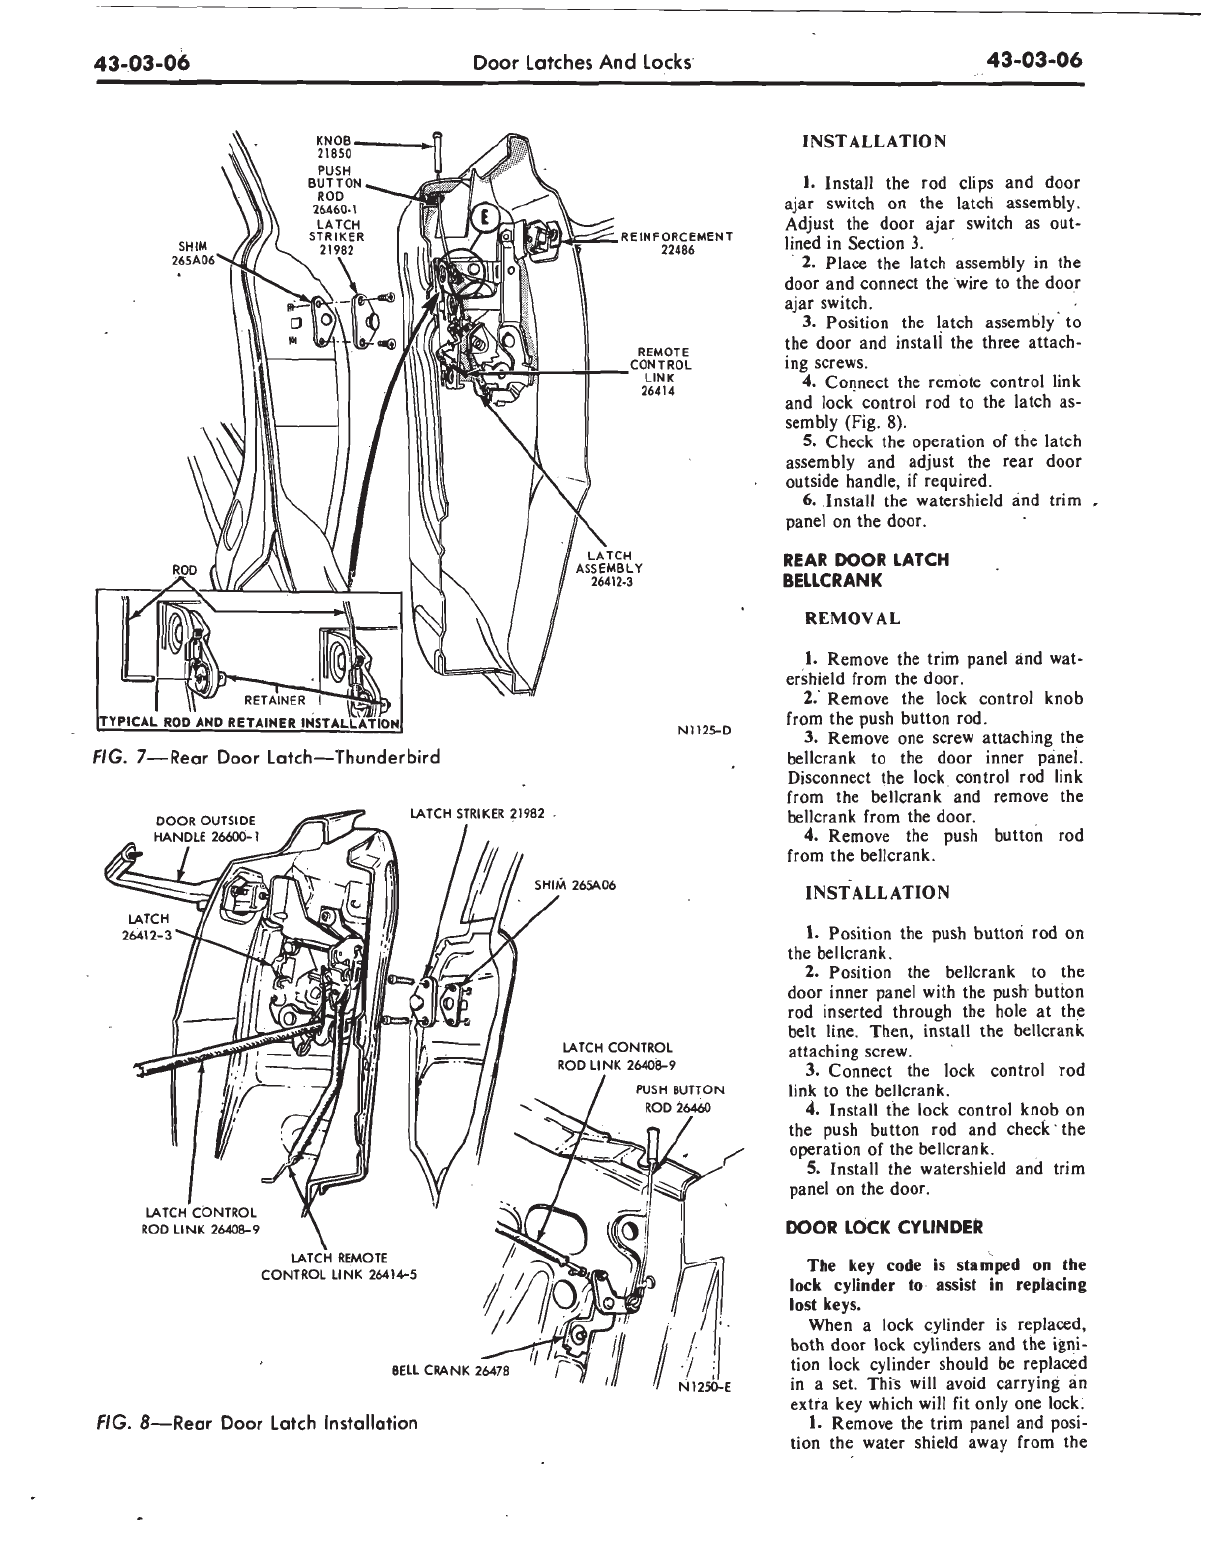 43-03-06
Door Latches And Locks
43-03-06
KNOB
21850
PUSH
BUTTON
ROD
26460-1
LATCH
STRIKER
21982
SHIM
265A06
E
REINFORCEMENT
22486
REMOTE
CONTROL
LINK
26414
LATCH
ASSEMBLY
26412-3
ROD
RETAINER
TYPICAL ROD AND RETAINER INSTALLATION
N1125-D
FIG. 7—Rear Door Latch—Thunderbird
DOOR OUTSIDE
HANDLE 26600-1
LATCH STRIKER 21982
SHIM 265A06
LATCH
26412-3
LATCH CONTROL
ROD LINK 26408-9
PUSH BUTTON
ROD 26460
LATCH CONTROL
ROD LINK 26408-9
LATCH REMOTE
CONTROL LINK 26414-5
BELL CRANK 26478
N1250-E
FIG. 8—Rear Door Latch Installation
INSTALLATION
1. Install the rod clips and door
ajar switch on the latch assembly.
Adjust the door ajar switch as out-
lined in Section 3.
2. Place the latch assembly in the
door and connect the wire to the door
ajar switch.
3. Position the latch assembly to
the door and install the three attach-
ing screws.
4. Connect the remote control link
and lock control rod to the latch as-
sembly (Fig. 8).
5. Check the operation of the latch
assembly and adjust the rear door
outside handle, if required.
6. Install the watershield and trim
panel on the door.
REAR DOOR LATCH
BELLCRANK
REMOVAL
1. Remove the trim panel and wat-
ershield from the door.
2. Remove the lock control knob
from the push button rod.
3. Remove one screw attaching the
bellcrank to the door inner panel.
Disconnect the lock control rod link
from the bellcrank and remove the
bellcrank from the door.
4. Remove the push button rod
from the bellcrank.
INSTALLATION
1. Position the push button rod on
the bellcrank.
2. Position the bellcrank to the
door inner panel with the push button
rod inserted through the hole at the
belt line. Then, install the bellcrank
attaching screw.
3. Connect the lock control rod
link to the bellcrank.
4. Install the lock control knob on
the push button rod and check the
operation of the bellcrank.
5. Install the watershield and trim
panel on the door.
DOOR LOCK CYLINDER
The key code is stamped on the
lock cylinder to assist in replacing
lost keys.
When a lock cylinder is replaced,
both door lock cylinders and the igni-
tion lock cylinder should be replaced
in a set. This will avoid carrying an
extra key which will fit only one lock.
1. Remove the trim panel and posi-
tion the water shield away from the